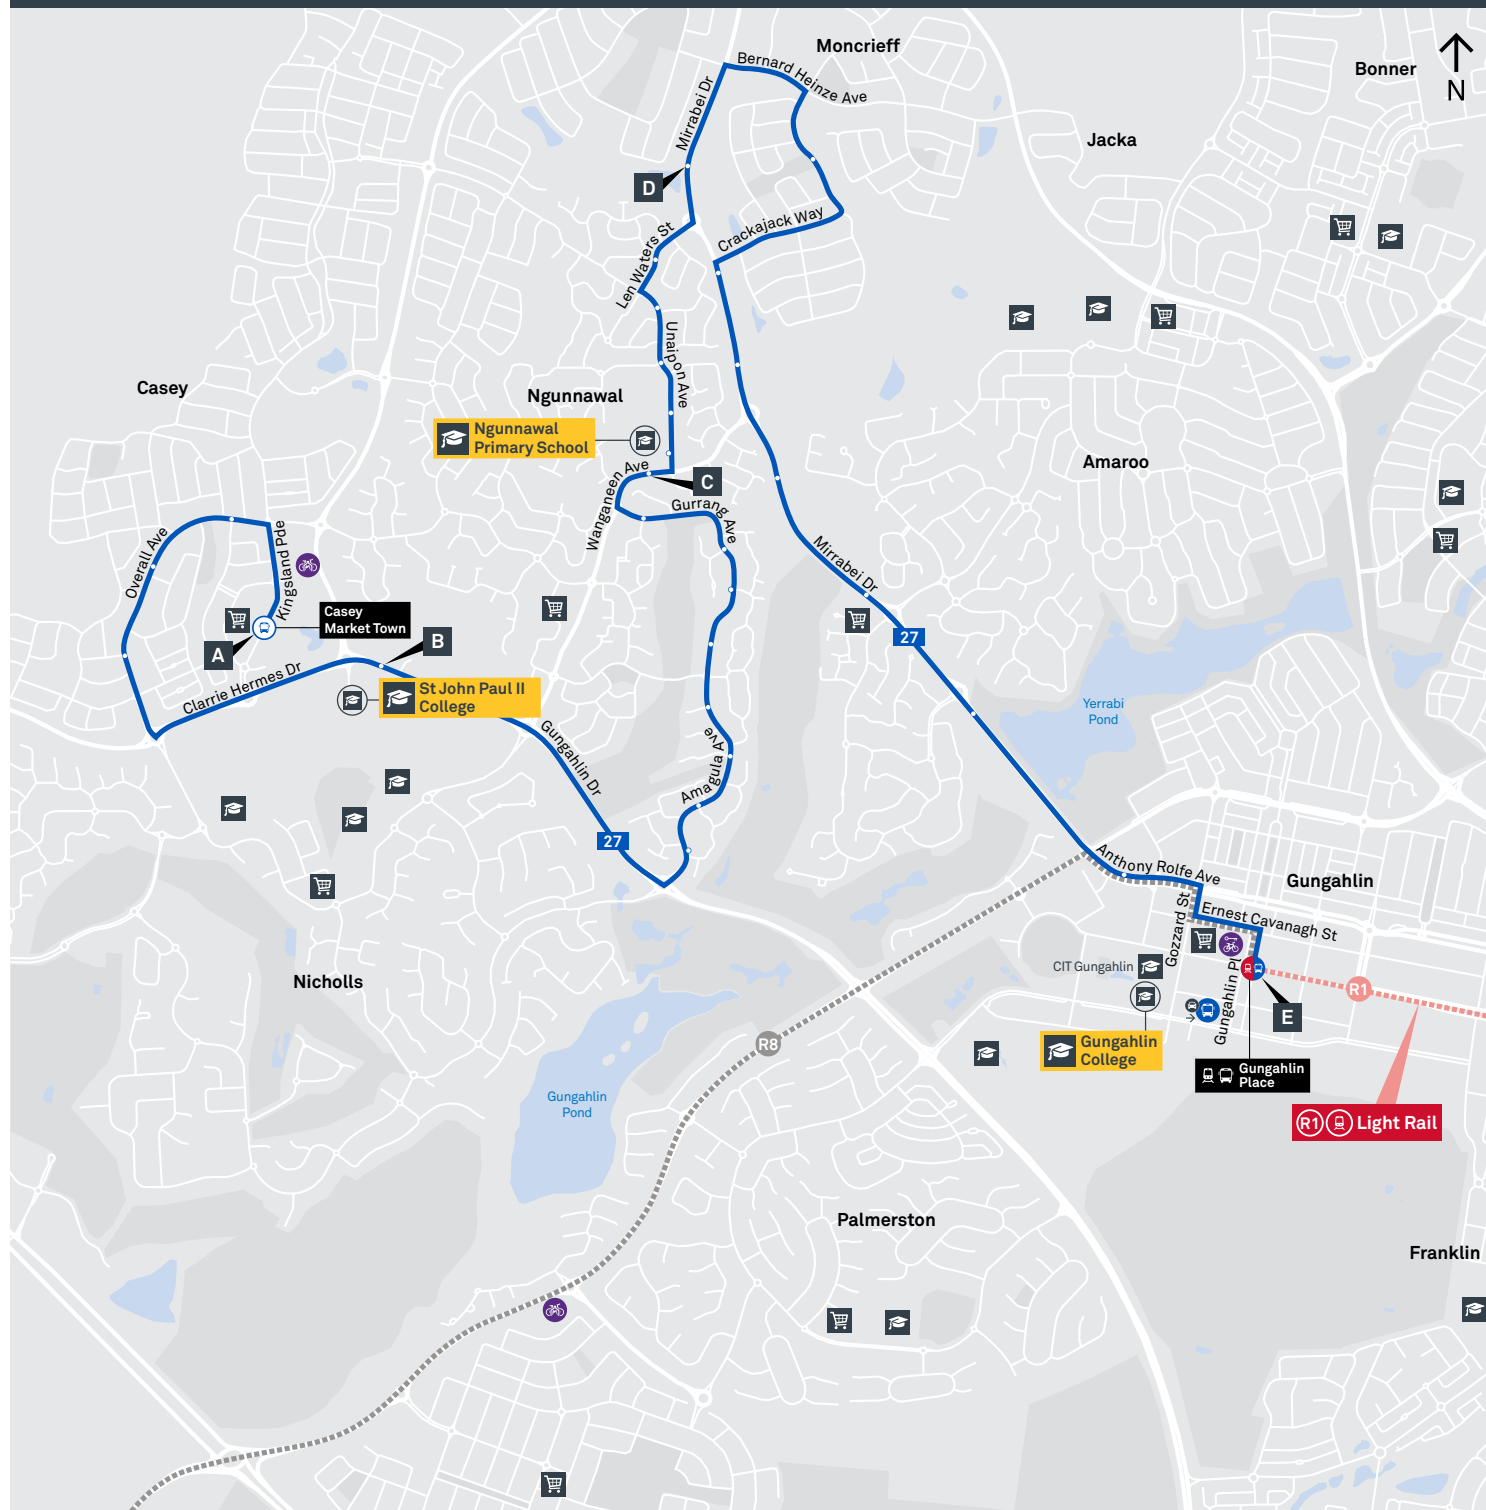 Moncrieff
Bernard Heinze Ave
Bonner
N
Mirrabei Dr
Jacka
D
Crackajack Way
Len Waters St
Unaipon Ave
Casey
Ngunnawal
Ngunnawal
Primary School
Amaroo
Wanganeen Ave
C
Gurrang Ave
Overall Ave
Kingsland Pde
Mirrabei Dr
Casey
Market Town
A
B
27
Clarrie Hermes Dr
St John Paul II
College
Yerrabi
Pond
Gungahlin Dr
Amagula Ave
27
Anthony Rolfe Ave
Gungahlin
Gozzard St
Ernest Cavanagh St
Nicholls
CIT Gungahlin
Gungahlin Pl
R1
E
R8
Gungahlin
College
Gungahlin
Place
Gungahlin
Pond
R1 Light Rail
Palmerston
Franklin